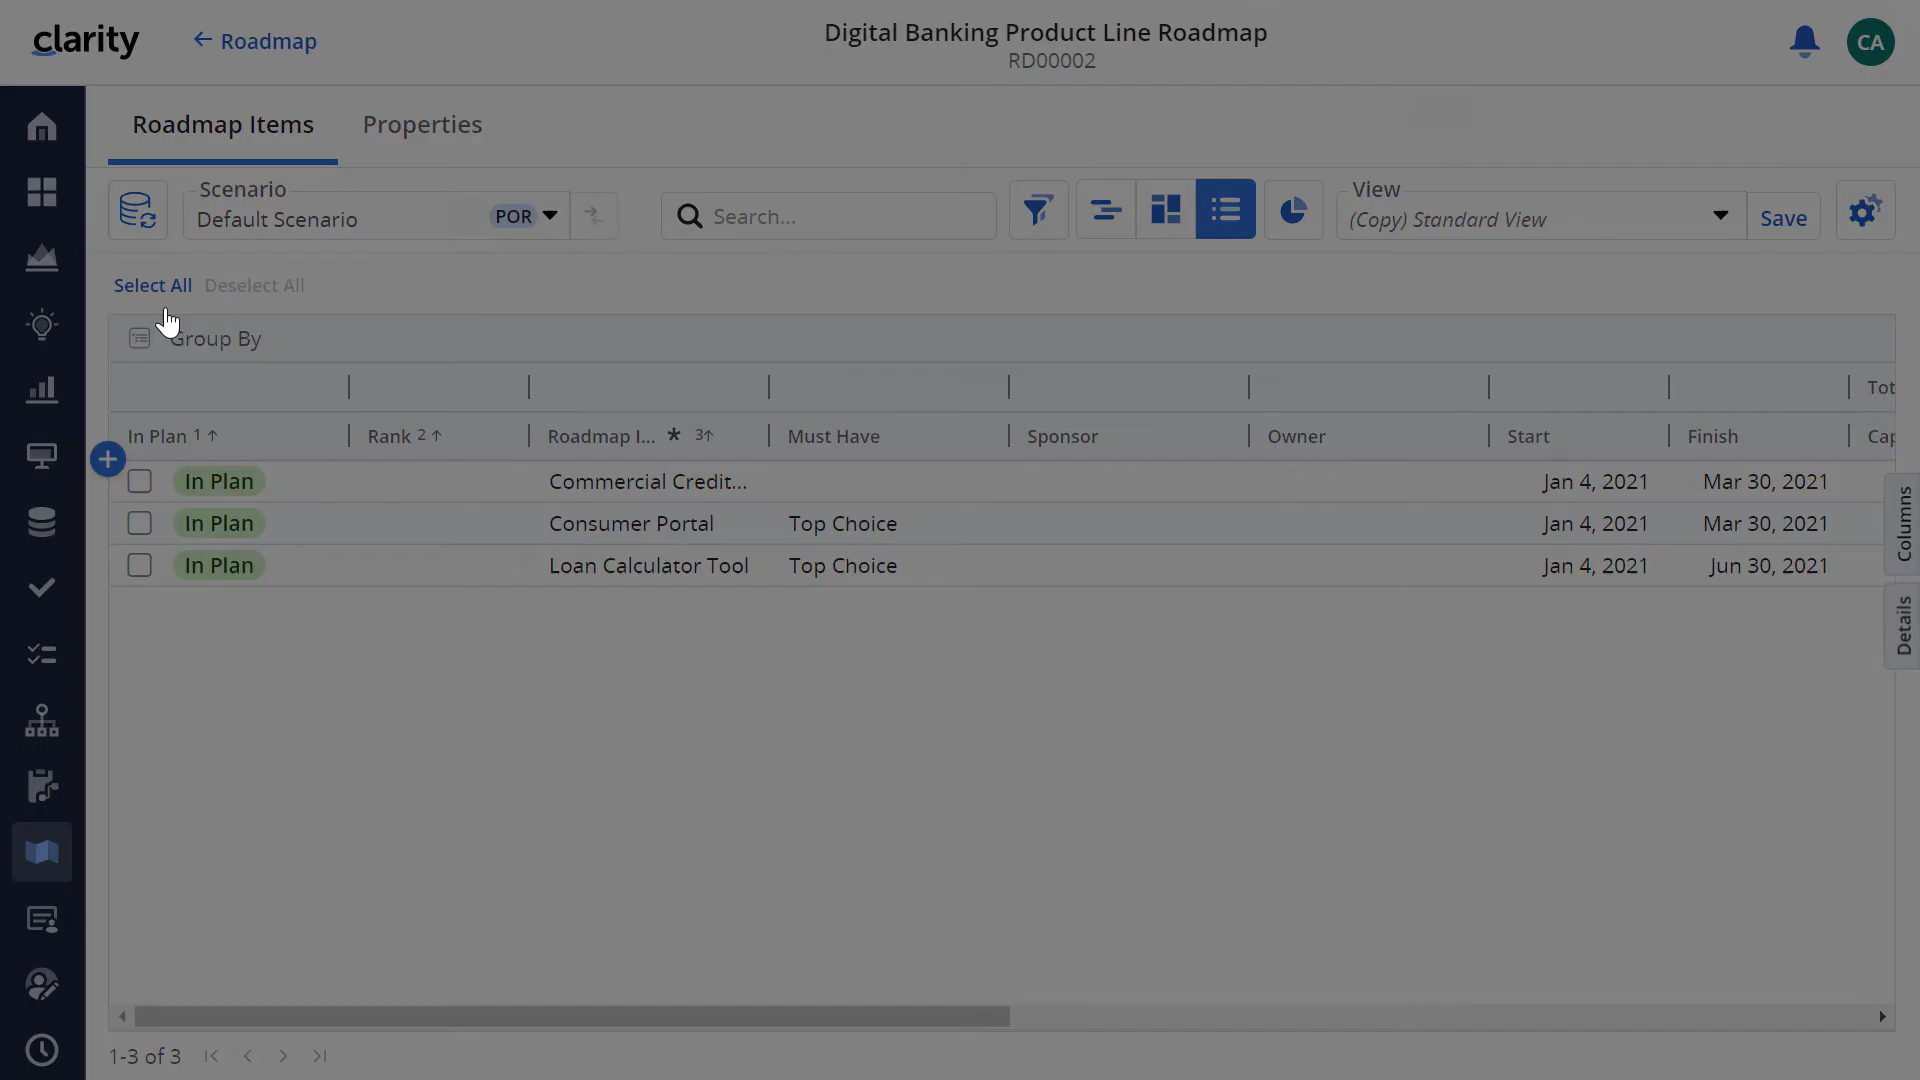 clarity
Roadmap
Digital Banking Product Line Roadmap
RD00002
CA
Roadmap Items
Properties
Scenario
Default Scenario
POR
Search...
View
(Copy) Standard View
Save
Select All Deselect All
Group By
Tot
In Plan 1 Rank 2 Roadmap I... * 3 Must Have Sponsor Owner Start Finish Cap
In Plan Commercial Credit... Jan 4, 2021 Mar 30, 2021
In Plan Consumer Portal Top Choice Jan 4, 2021 Mar 30, 2021
In Plan Loan Calculator Tool Top Choice Jan 4, 2021 Jun 30, 2021
Columns
Details
1-3 of 3